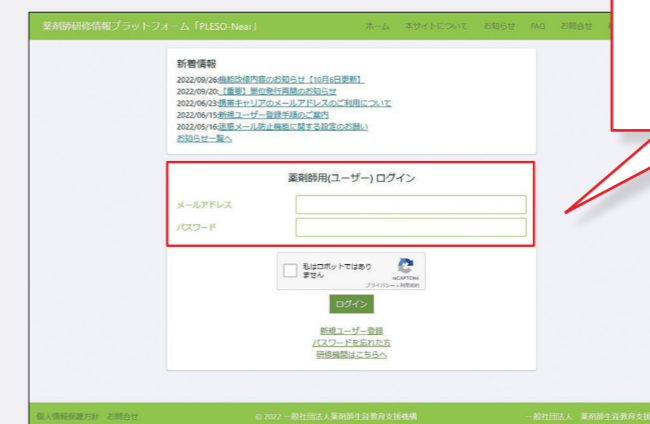 薬剤師研修情報プラットフォーム「PLESO-Near」
ホーム 本サイトについて お知らせ FAQ お問合せ
新着情報
2022/09/26:機能改修内容のお知らせ【10月6日更新】
2022/09/20:【重要】単位発行再開のお知らせ
2022/06/23:携帯キャリアのメールアドレスのご利用について
2022/06/15:新規ユーザー登録手順のご案内
2022/05/16:迷惑メール防止機能に関する設定のお願い
お知らせ一覧へ
薬剤師用(ユーザー) ログイン
メールアドレス
パスワード
私はロボットではあり
ません
reCAPTCHA
プライバシー - 利用規約
ログイン
新規ユーザー登録
パスワードを忘れた方
研修機関はこちらへ
個人情報保護方針 お問合せ
© 2022 一般社団法人薬剤師生涯教育支援機構
一般社団法人 薬剤師生涯教育支援